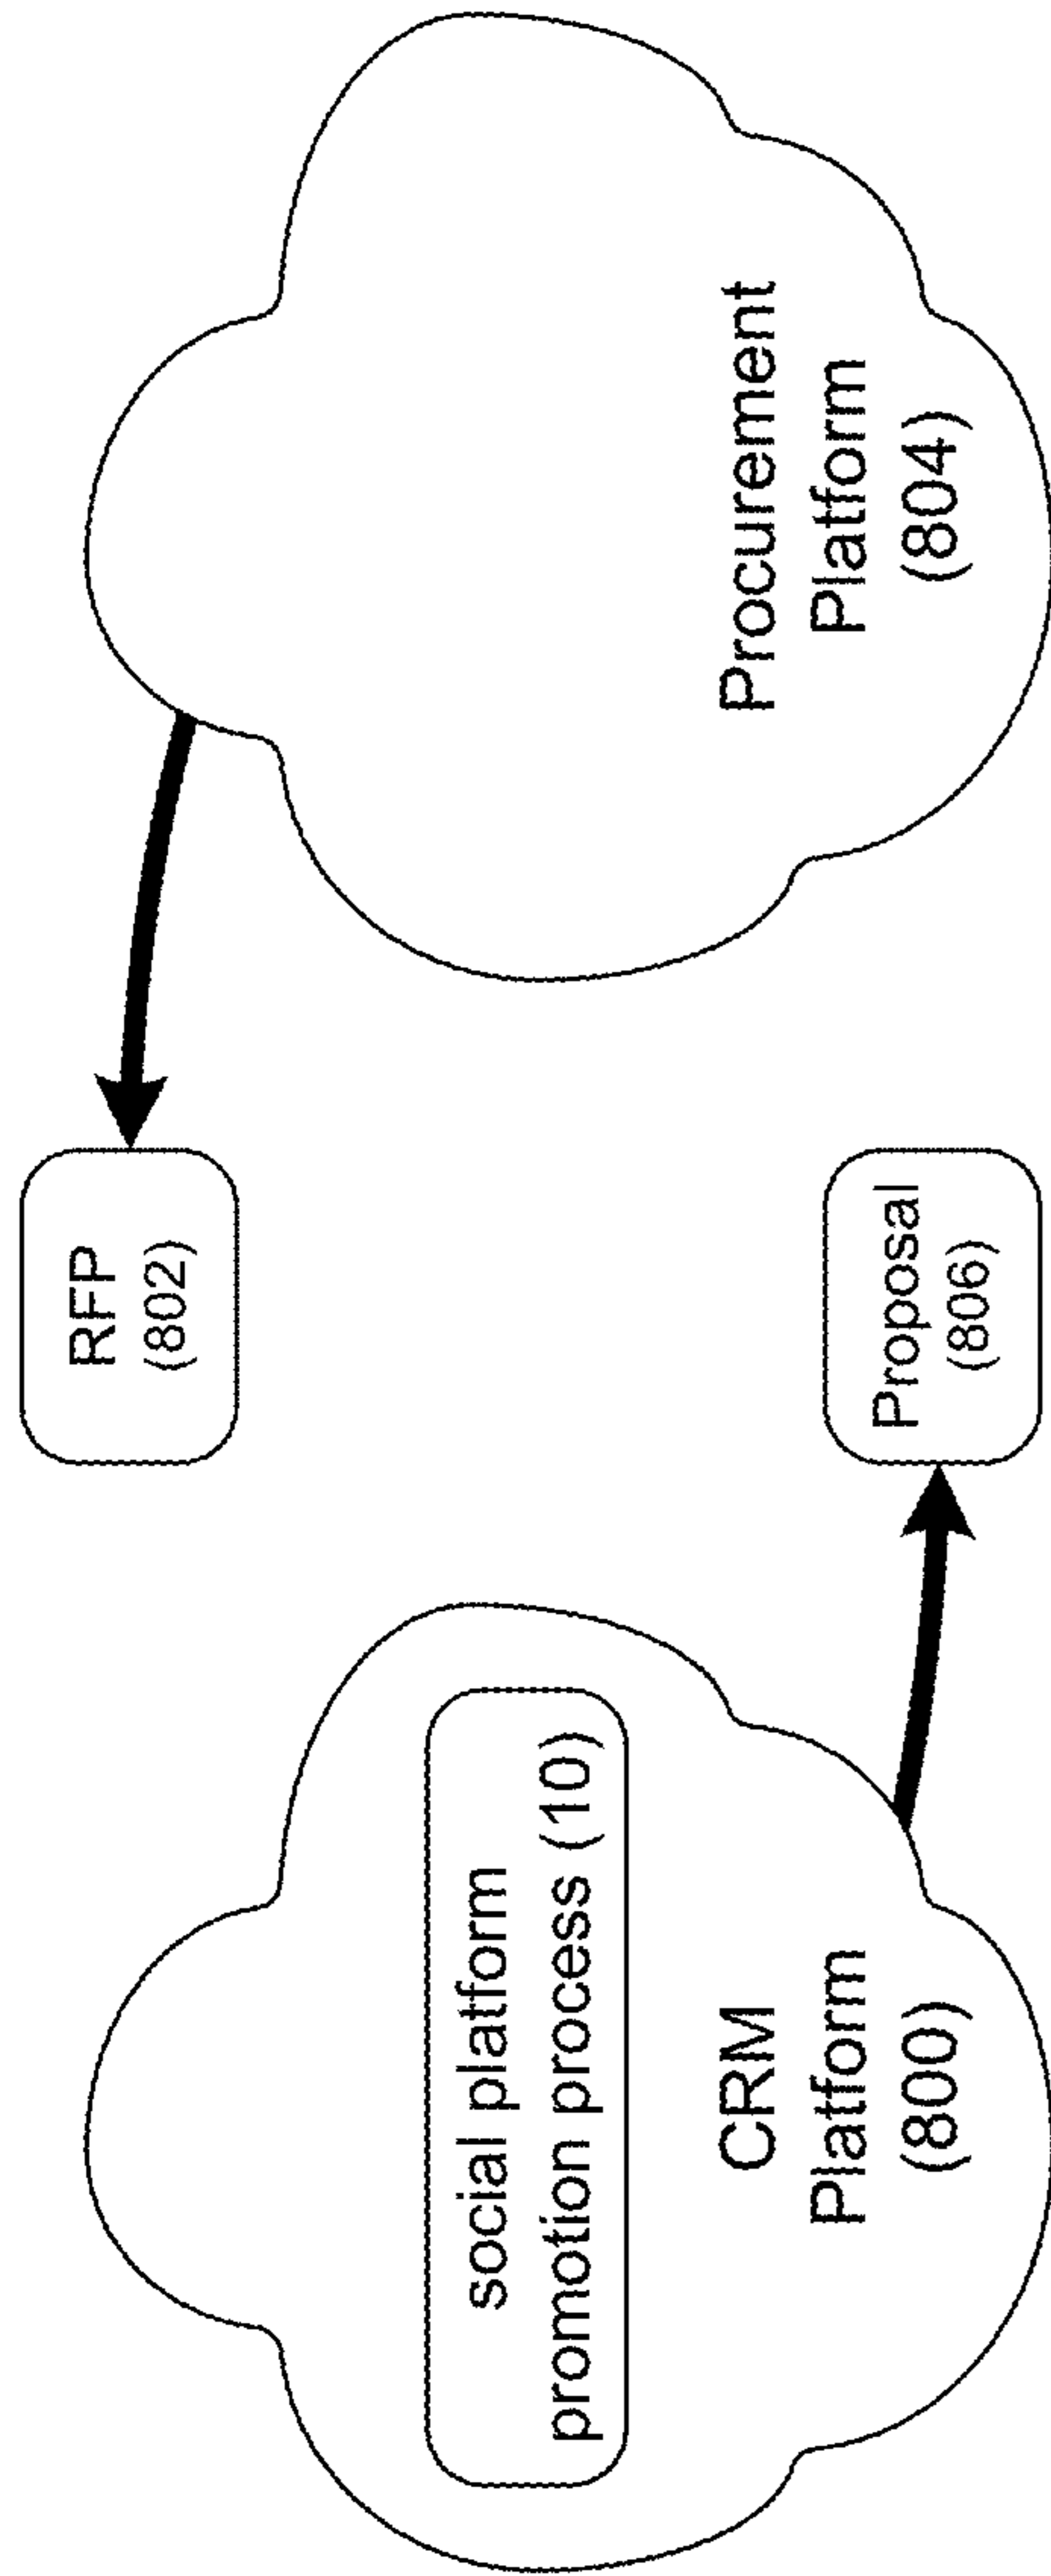 social platform
promotion process (10)
CRM
Platform
(800)
RFP
(802)
Proposal
(806)
Procurement
Platform
(804)